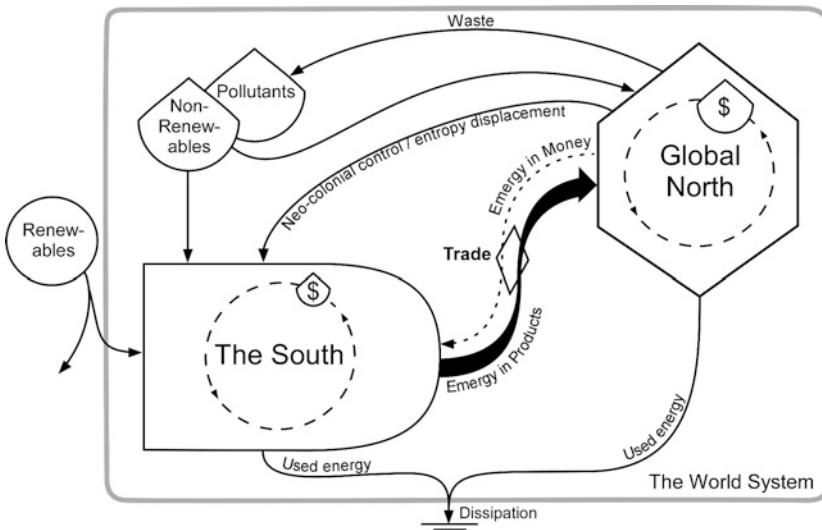 Waste
Pollutants
Non-
Renew-
ables
Neo-colonial control / entropy displacement
Emergy in Money
$
Global
North
Renew-
ables
Trade
$
The South
Emergy in Products
Used energy
Used energy
The World System
Dissipation